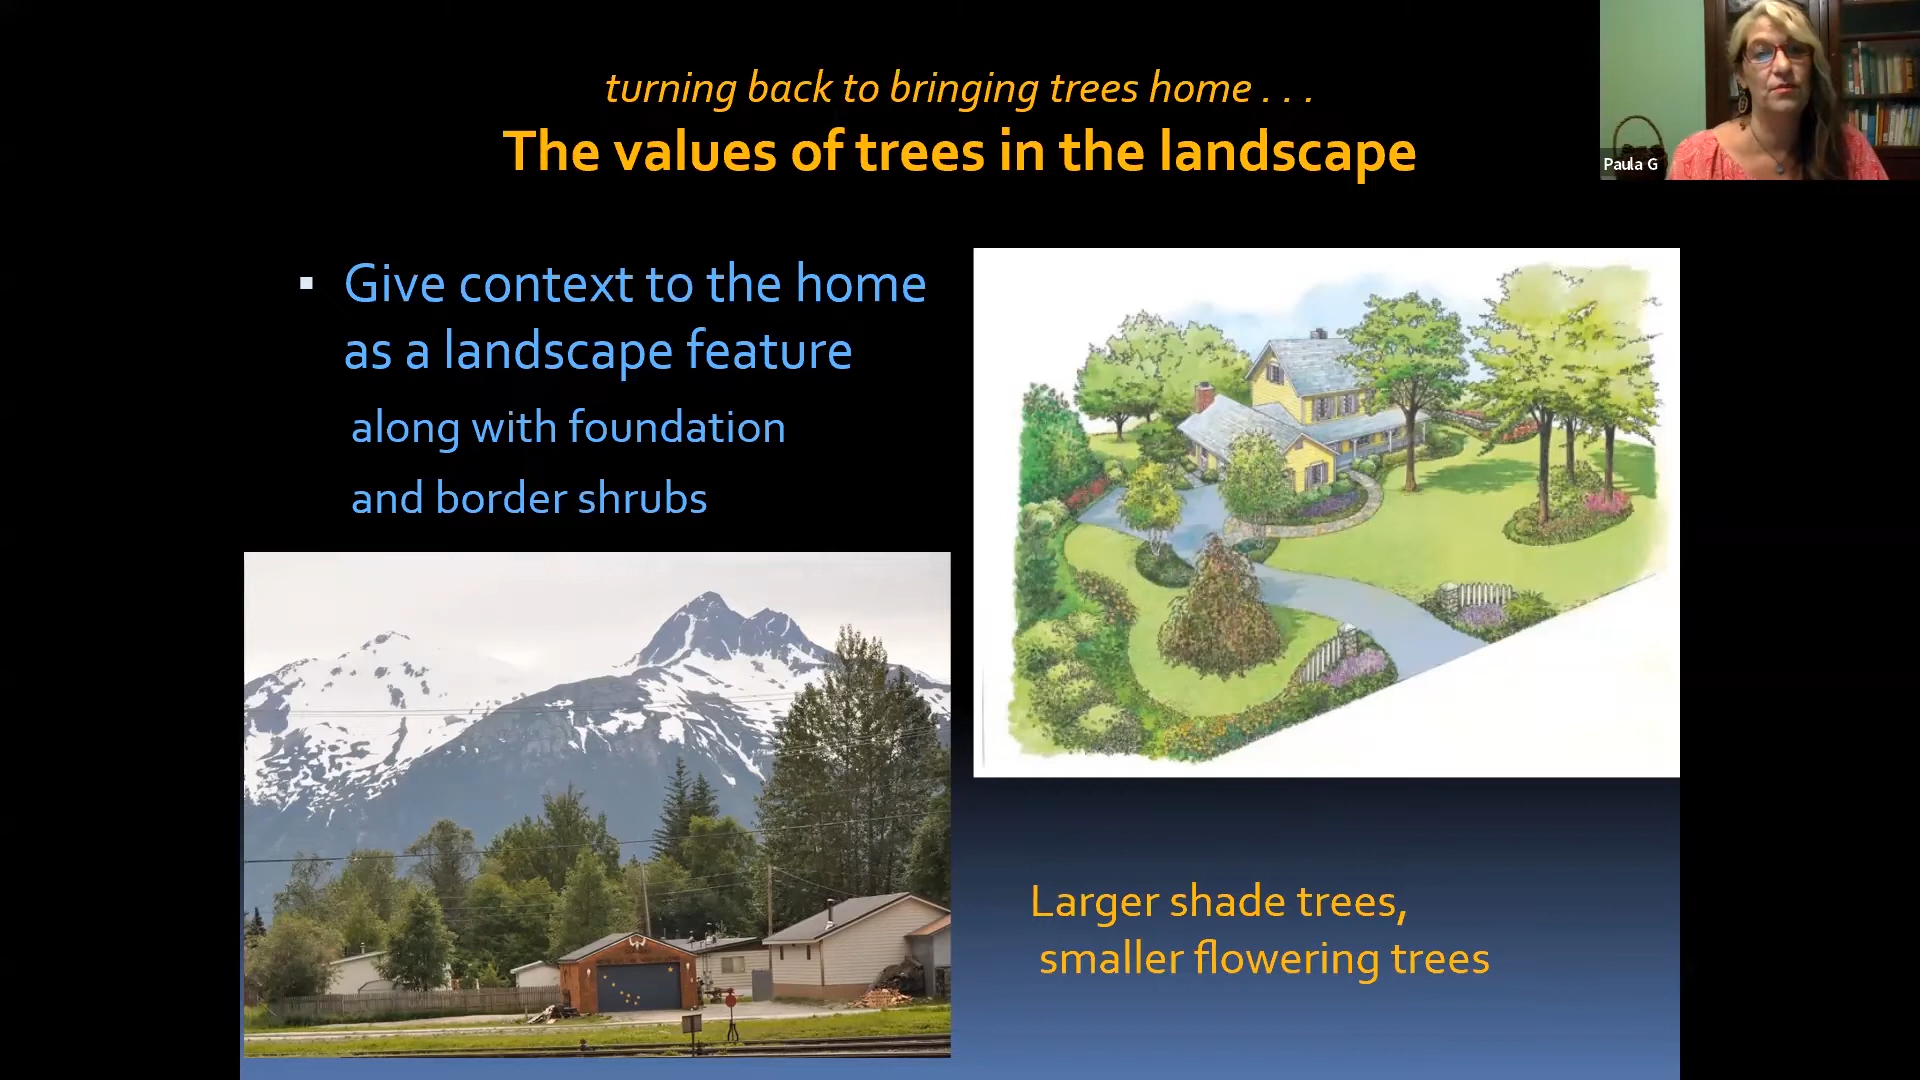 turning back to bringing trees home . . .
The values of trees in the landscape
Paula G
▪ Give context to the home
as a landscape feature
along with foundation
and border shrubs
Larger shade trees,
smaller flowering trees